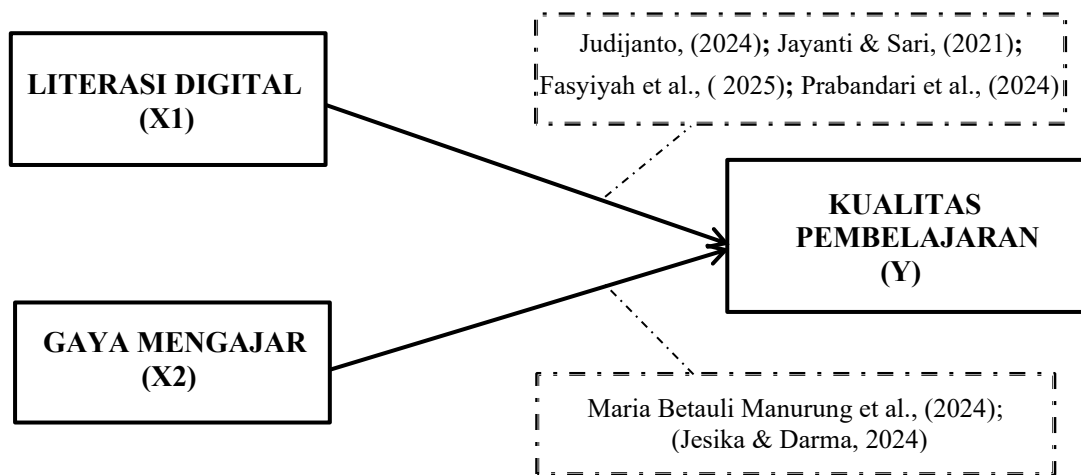 Judijanto, (2024); Jayanti & Sari, (2021);
Fasyiyah et al., ( 2025); Prabandari et al., (2024)
LITERASI DIGITAL
(X1)
KUALITAS
PEMBELAJARAN
(Y)
GAYA MENGAJAR
(X2)
Maria Betauli Manurung et al., (2024);
(Jesika & Darma, 2024)